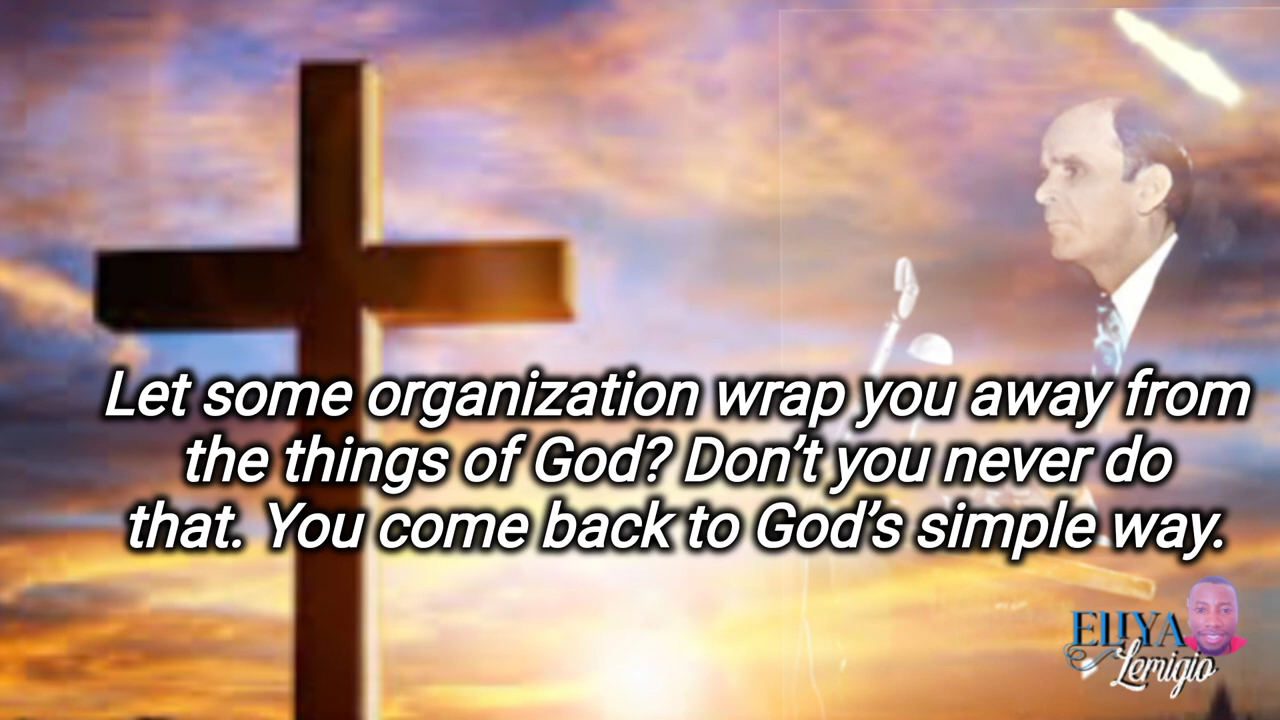 Let some organization wrap you away from
the things of God? Don’t you never do
that. You come back to God’s simple way.
ELIYA
Lemigio